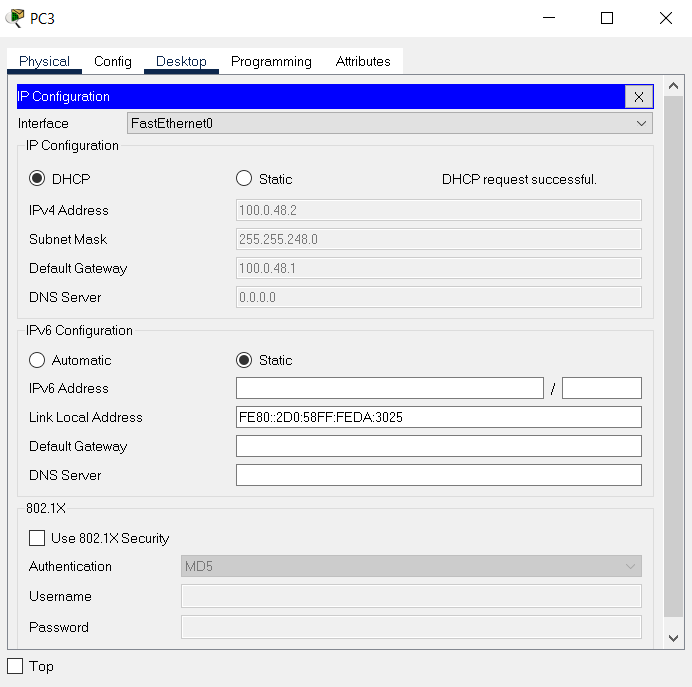 PC3
Physical Config Desktop Programming Attributes
IP Configuration X
Interface FastEthernet0
IP Configuration
DHCP Static DHCP request successful.
IPv4 Address 100.0.48.2
Subnet Mask 255.255.248.0
Default Gateway 100.0.48.1
DNS Server 0.0.0.0
IPv6 Configuration
Automatic Static
IPv6 Address /
Link Local Address FE80::2D0:58FF:FEDA:3025
Default Gateway
DNS Server
802.1X
Use 802.1X Security
Authentication MD5
Username
Password
Top